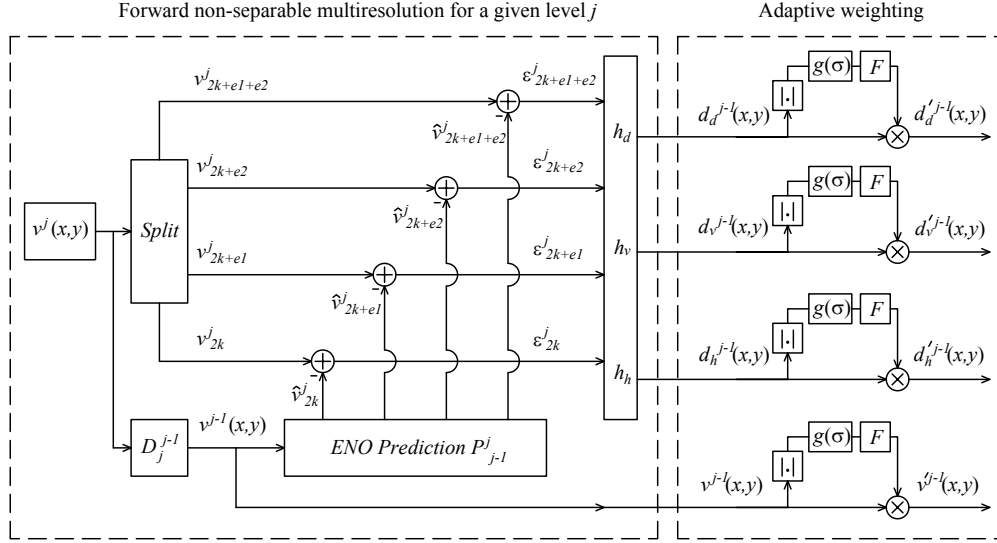 Forward non-separable multiresolution for a given level j
Adaptive weighting
v^j_{2k+e1+e2}
ε^j_{2k+e1+e2}
g(σ) F
|.|
d_d^{j-1}(x,y)
d'_d^{j-1}(x,y)
h_d
v̂^j_{2k+e1+e2}
v^j_{2k+e2}
ε^j_{2k+e2}
g(σ) F
|.|
v̂^j_{2k+e2}
v^j(x,y)
Split
d_v^{j-1}(x,y)
d'_v^{j-1}(x,y)
h_v
v^j_{2k+e1}
ε^j_{2k+e1}
v̂^j_{2k+e1}
g(σ) F
|.|
v^j_{2k}
ε^j_{2k}
d_h^{j-1}(x,y)
d'_h^{j-1}(x,y)
h_h
v̂^j_{2k}
v^{j-1}(x,y)
D_j^{j-1}
ENO Prediction P^j_{j-1}
g(σ) F
|.|
v^{j-1}(x,y)
v'^{j-1}(x,y)